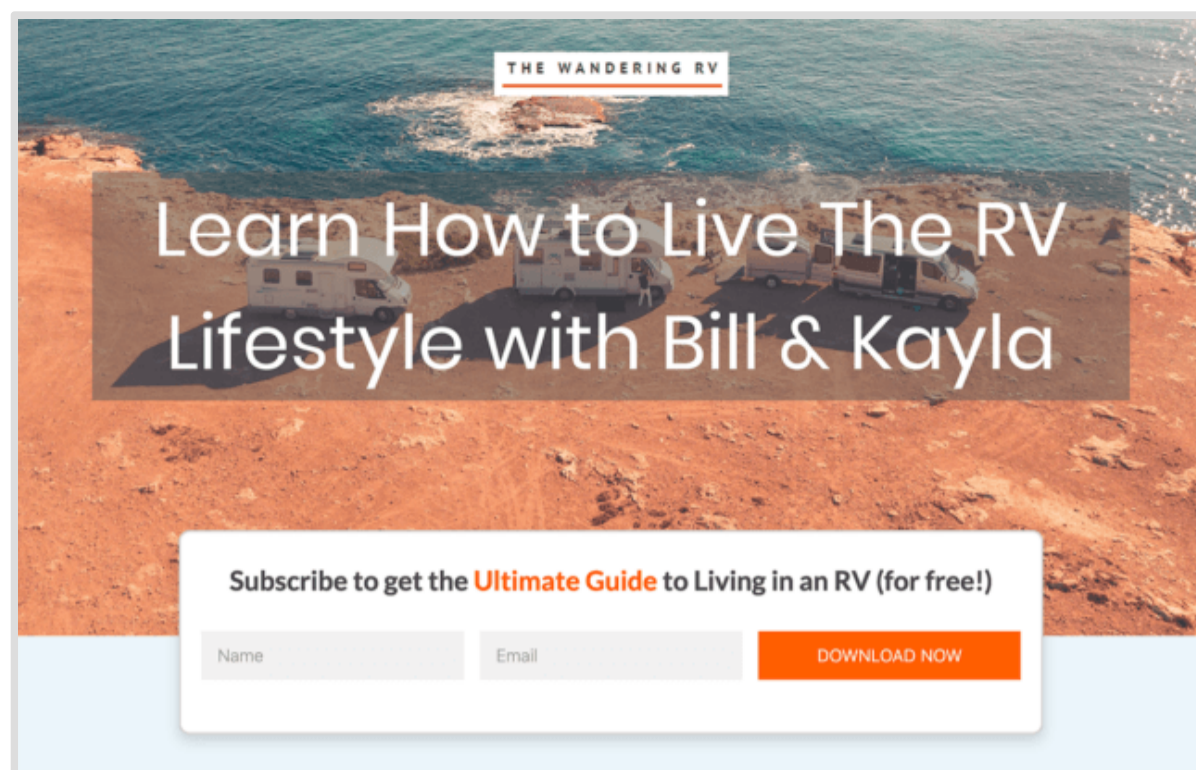 THE WANDERING RV
Learn How to Live The RV
Lifestyle with Bill & Kayla
Subscribe to get the Ultimate Guide to Living in an RV (for free!)
Name
Email
DOWNLOAD NOW